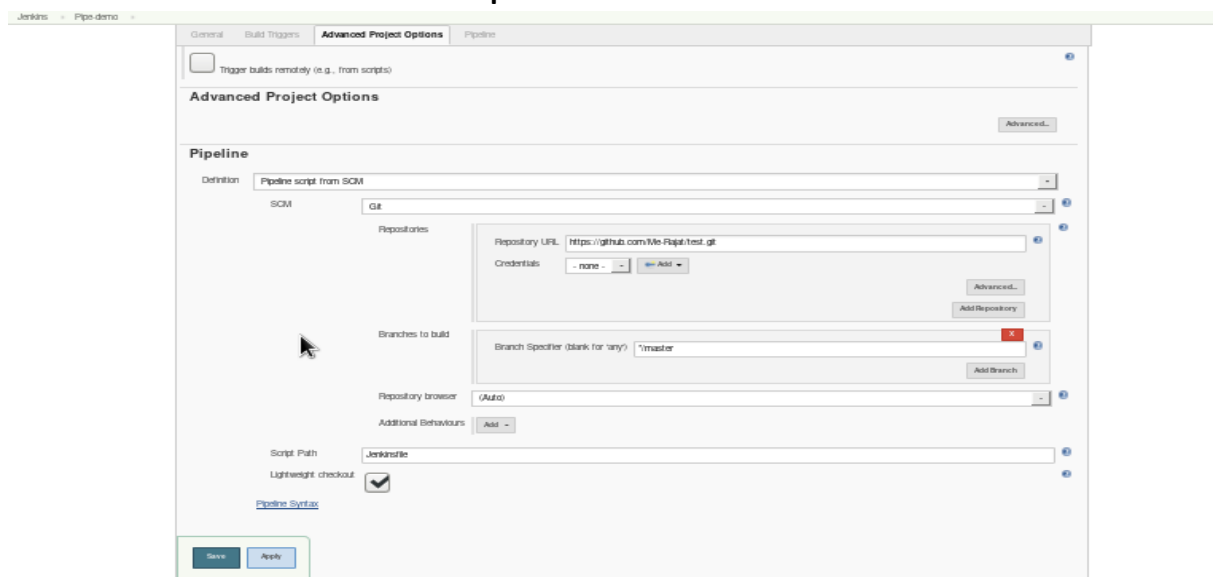 Jenkins Pipe-demo
General Build Triggers Advanced Project Options Pipeline
Trigger builds remotely (e.g., from scripts)
Advanced Project Options
Advanced...
Pipeline
Definition Pipeline script from SCM
SCM Git
Repositories
Repository URL https://github.com/Me-Rajat/test.git
Credentials - none - Add
Advanced...
Add Repository
Branches to build
X
Branch Specifier (blank for 'any') */master
Add Branch
Repository browser (Auto)
Additional Behaviours Add
Script Path Jenkinsfile
Lightweight checkout
Pipeline Syntax
Save Apply